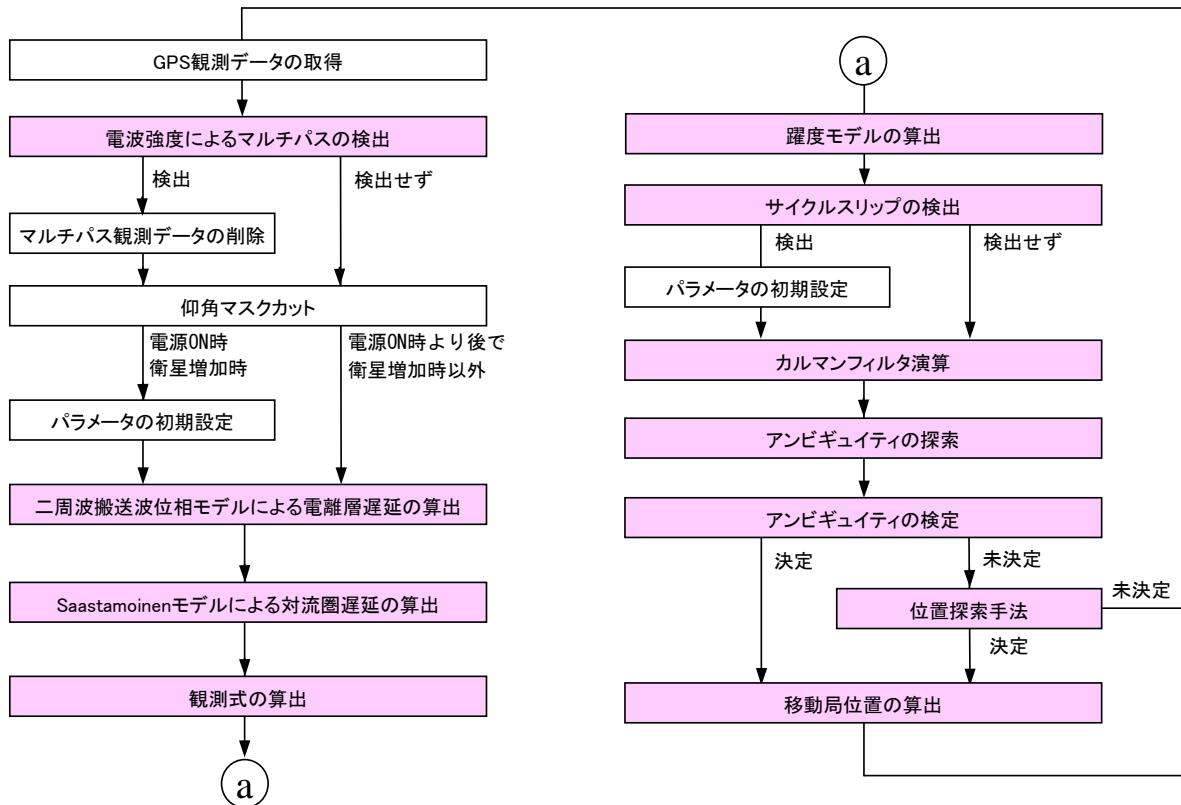 GPS観測データの取得
電波強度によるマルチパスの検出
検出
検出せず
マルチパス観測データの削除
仰角マスクカット
電源ON時
衛星増加時
電源ON時より後で
衛星増加時以外
パラメータの初期設定
二周波搬送波位相モデルによる電離層遅延の算出
Saastamoinenモデルによる対流圏遅延の算出
観測式の算出
a
a
躍度モデルの算出
サイクルスリップの検出
検出
検出せず
パラメータの初期設定
カルマンフィルタ演算
アンビギュイティの探索
アンビギュイティの検定
決定
未決定
位置探索手法
未決定
決定
移動局位置の算出